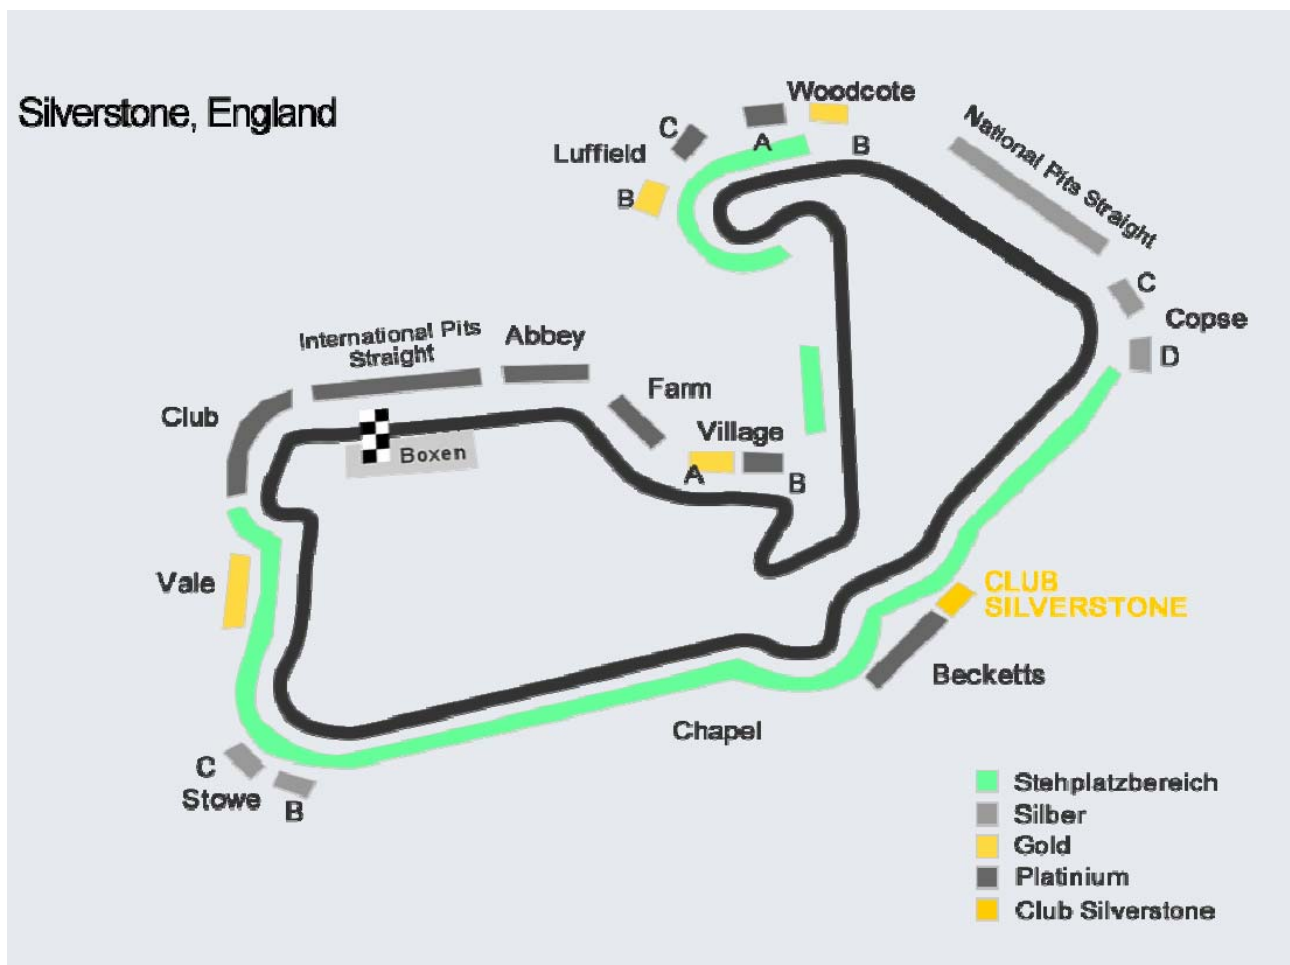 Silverstone, England
Woodcote
A
B
C
Luffield
B
National Pits Straight
C
Copse
D
International Pits
Straight
Abbey
Farm
Club
Village
A
B
Boxen
Vale
CLUB
SILVERSTONE
Becketts
Chapel
C
Stowe
B
Stehplatzbereich
Silber
Gold
Platinium
Club Silverstone